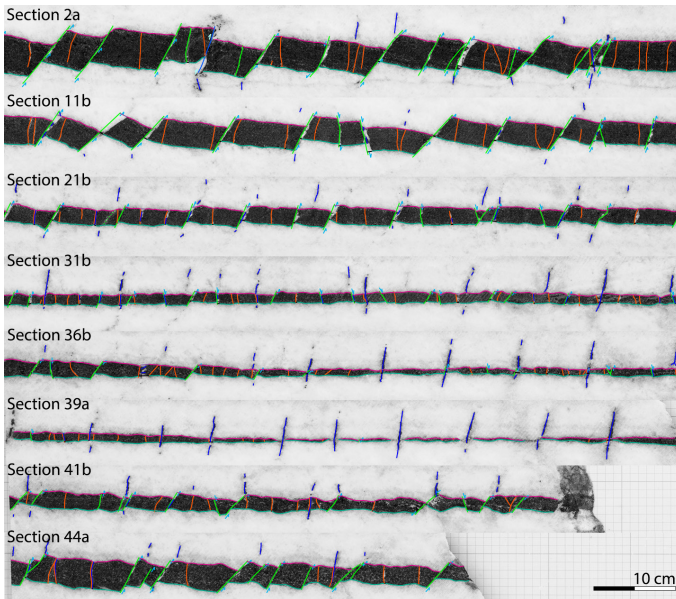 Section 2a
Section 11b
Section 21b
Section 31b
Section 36b
Section 39a
Section 41b
Section 44a
10 cm